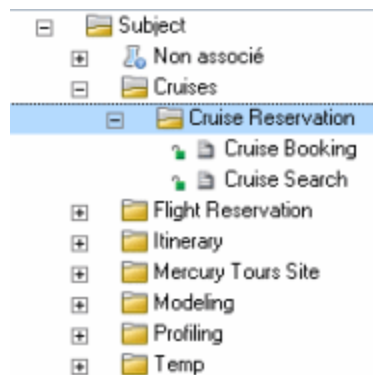 Subject
Non associé
Cruises
Cruise Reservation
Cruise Booking
Cruise Search
Flight Reservation
Itinerary
Mercury Tours Site
Modeling
Profiling
Temp